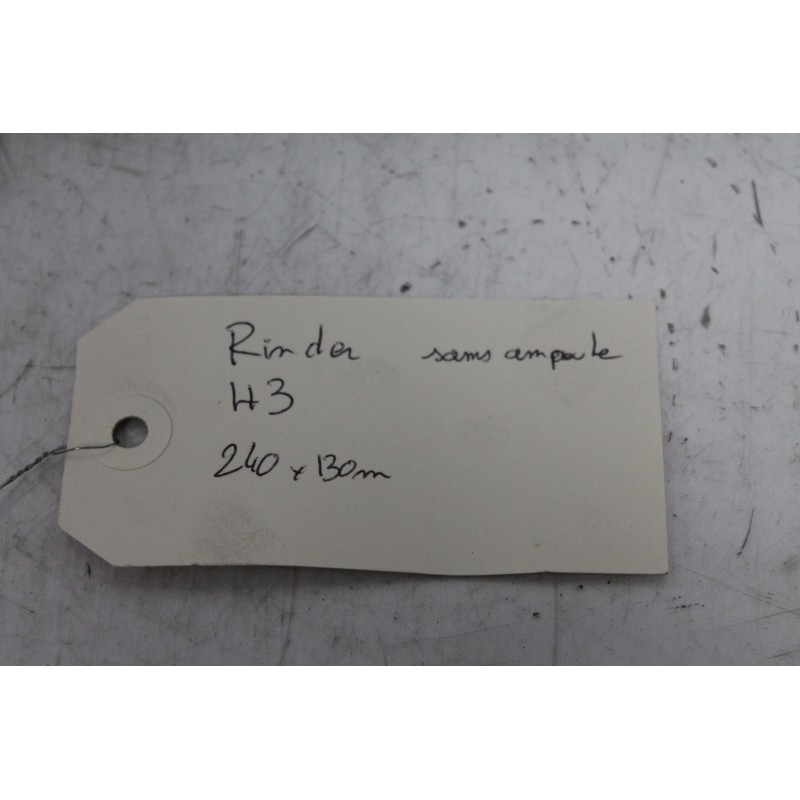 Rinder sans ampoule
H3
240 x 130m